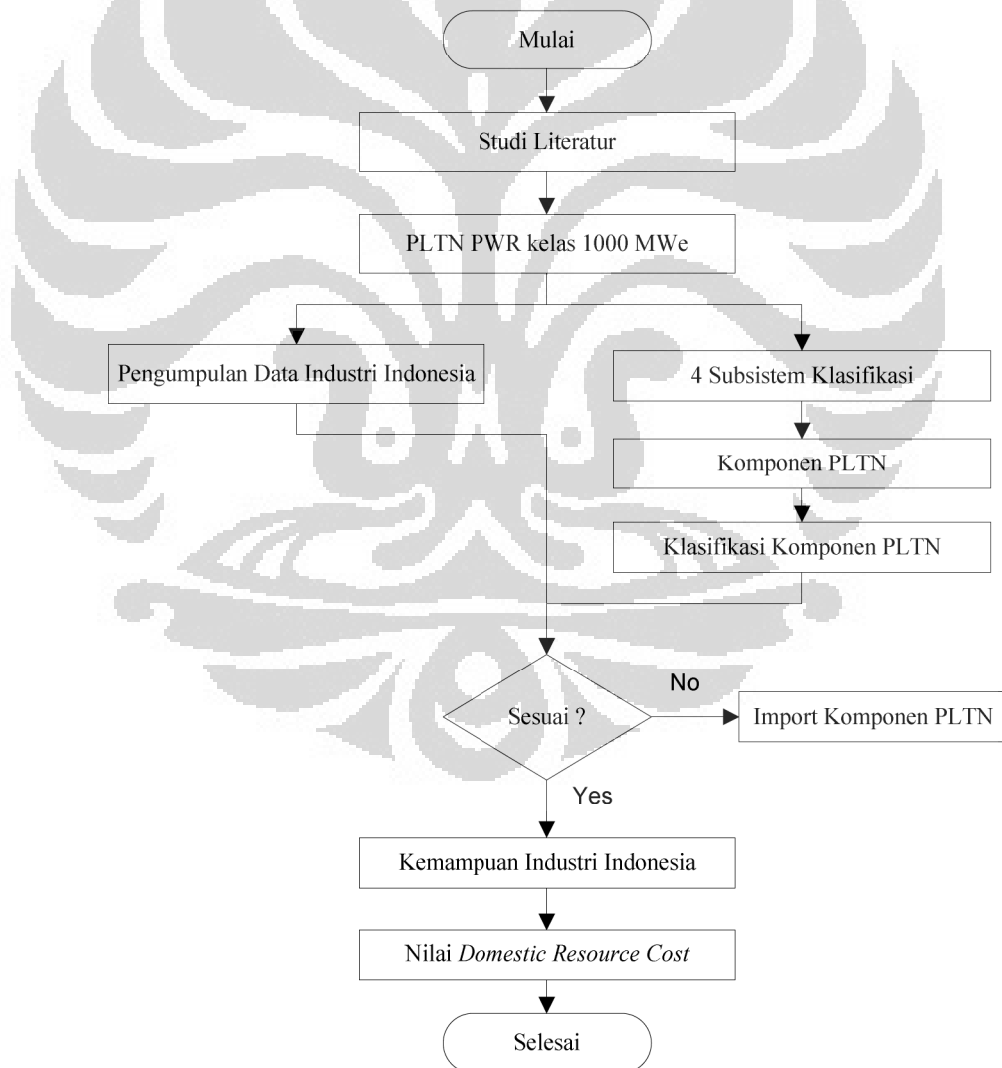 Mulai
Studi Literatur
PLTN PWR kelas 1000 MWe
Pengumpulan Data Industri Indonesia
4 Subsistem Klasifikasi
Komponen PLTN
Klasifikasi Komponen PLTN
Sesuai ?
No
Import Komponen PLTN
Yes
Kemampuan Industri Indonesia
Nilai Domestic Resource Cost
Selesai